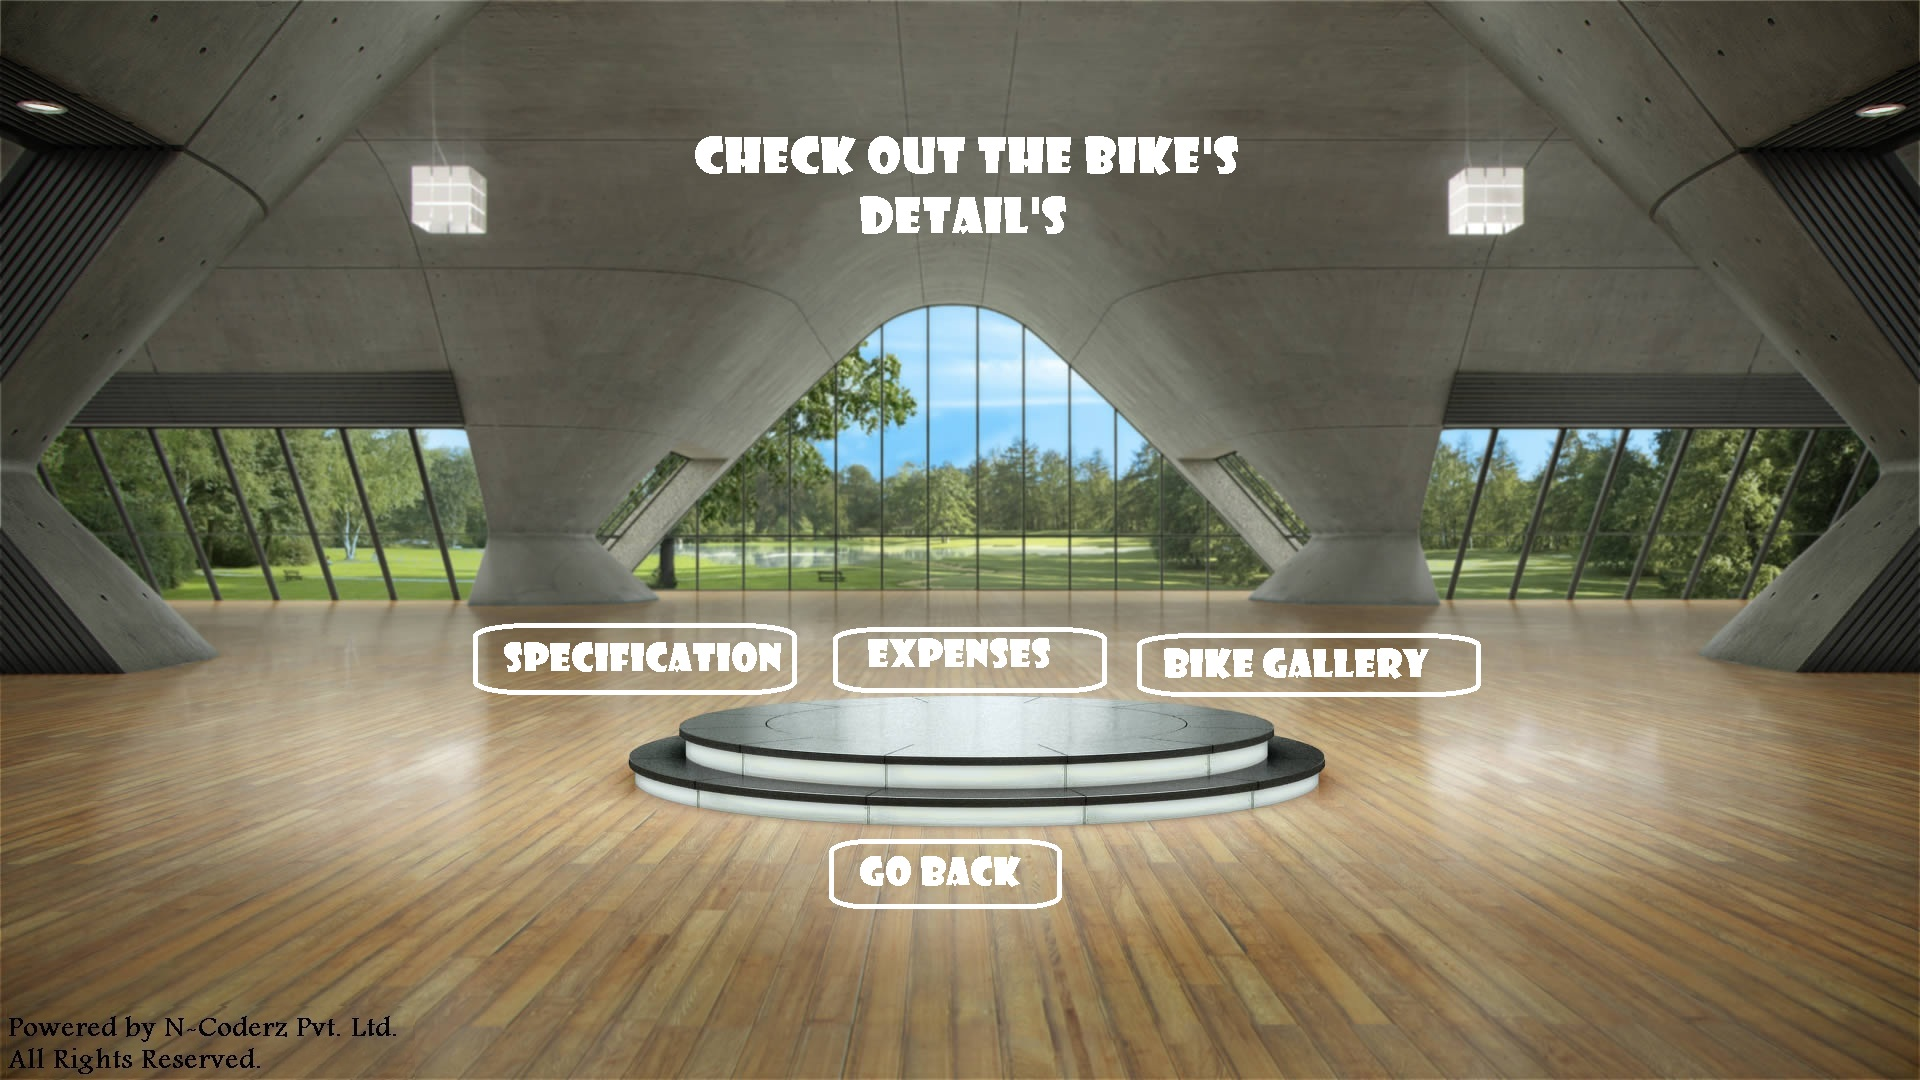 CHECK OUT THE BIKE'S
DETAIL'S
SPECIFICATION
EXPENSES
BIKE GALLERY
GO BACK
Powered by N~Coderz Pvt. Ltd.
All Rights Reserved.